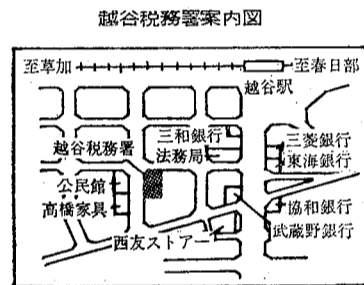 越谷税務署案内図
至草加
至春日部
越谷駅
三和銀行
法務局
三菱銀行
東海銀行
越谷税務署
公民館
高橋家具
協和銀行
武蔵野銀行
西友ストアー